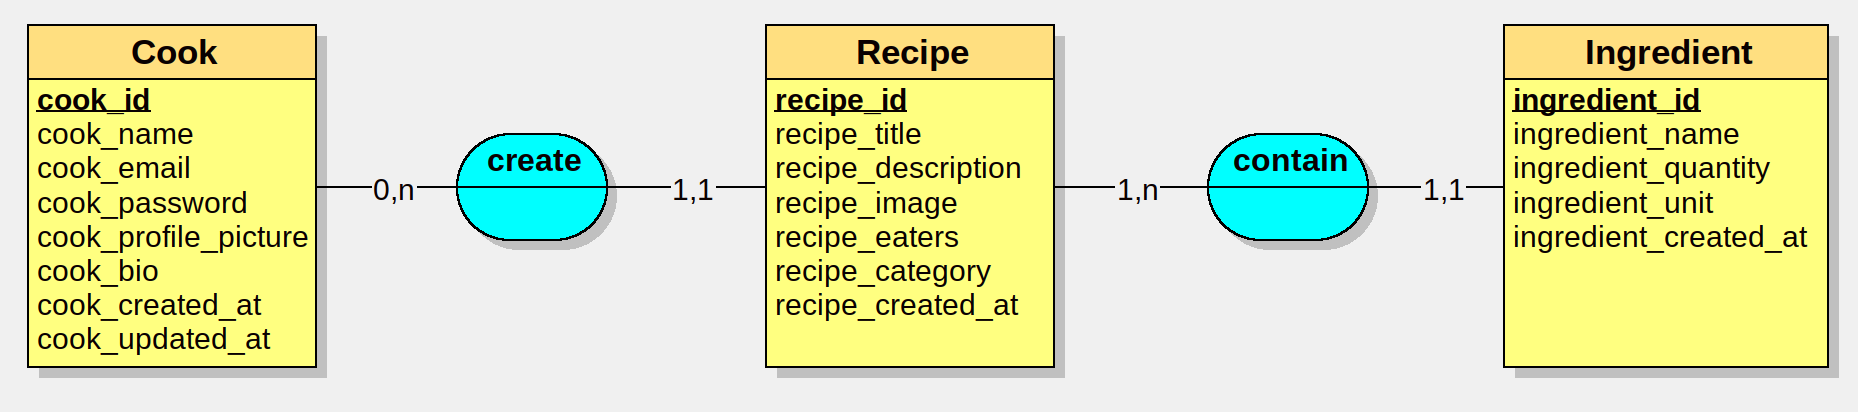 Cook
cook_id
cook_name
cook_email
cook_password
cook_profile_picture
cook_bio
cook_created_at
cook_updated_at
0,n
create
1,1
Recipe
recipe_id
recipe_title
recipe_description
recipe_image
recipe_eaters
recipe_category
recipe_created_at
1,n
contain
1,1
Ingredient
ingredient_id
ingredient_name
ingredient_quantity
ingredient_unit
ingredient_created_at